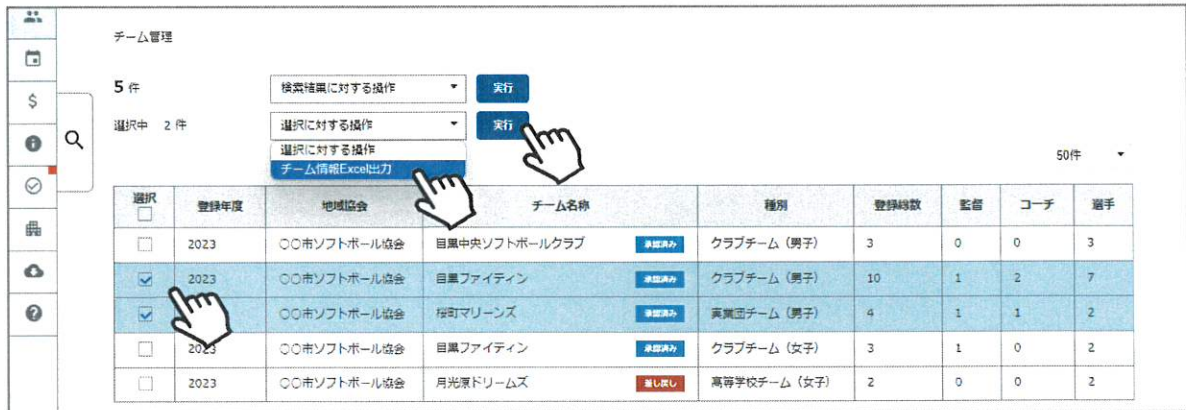 チーム管理
5 件
検索結果に対する操作
実行
選択中 2 件
選択に対する操作
実行
選択に対する操作
チーム情報Excel出力
50件
選択 登録年度 地域協会 チーム名称 種別 登録総数 監督 コーチ 選手
2023 〇〇市ソフトボール協会 目黒中央ソフトボールクラブ 承認済み クラブチーム（男子） 3 0 0 3
2023 〇〇市ソフトボール協会 目黒ファイティン 承認済み クラブチーム（男子） 10 1 2 7
〇〇市ソフトボール協会 桜町マリーンズ 承認済み 実業団チーム（男子） 4 1 1 2
2023 〇〇市ソフトボール協会 目黒ファイティン 承認済み クラブチーム（女子） 3 1 0 2
2023 〇〇市ソフトボール協会 月光原ドリームズ 差し戻し 高等学校チーム（女子） 2 0 0 2